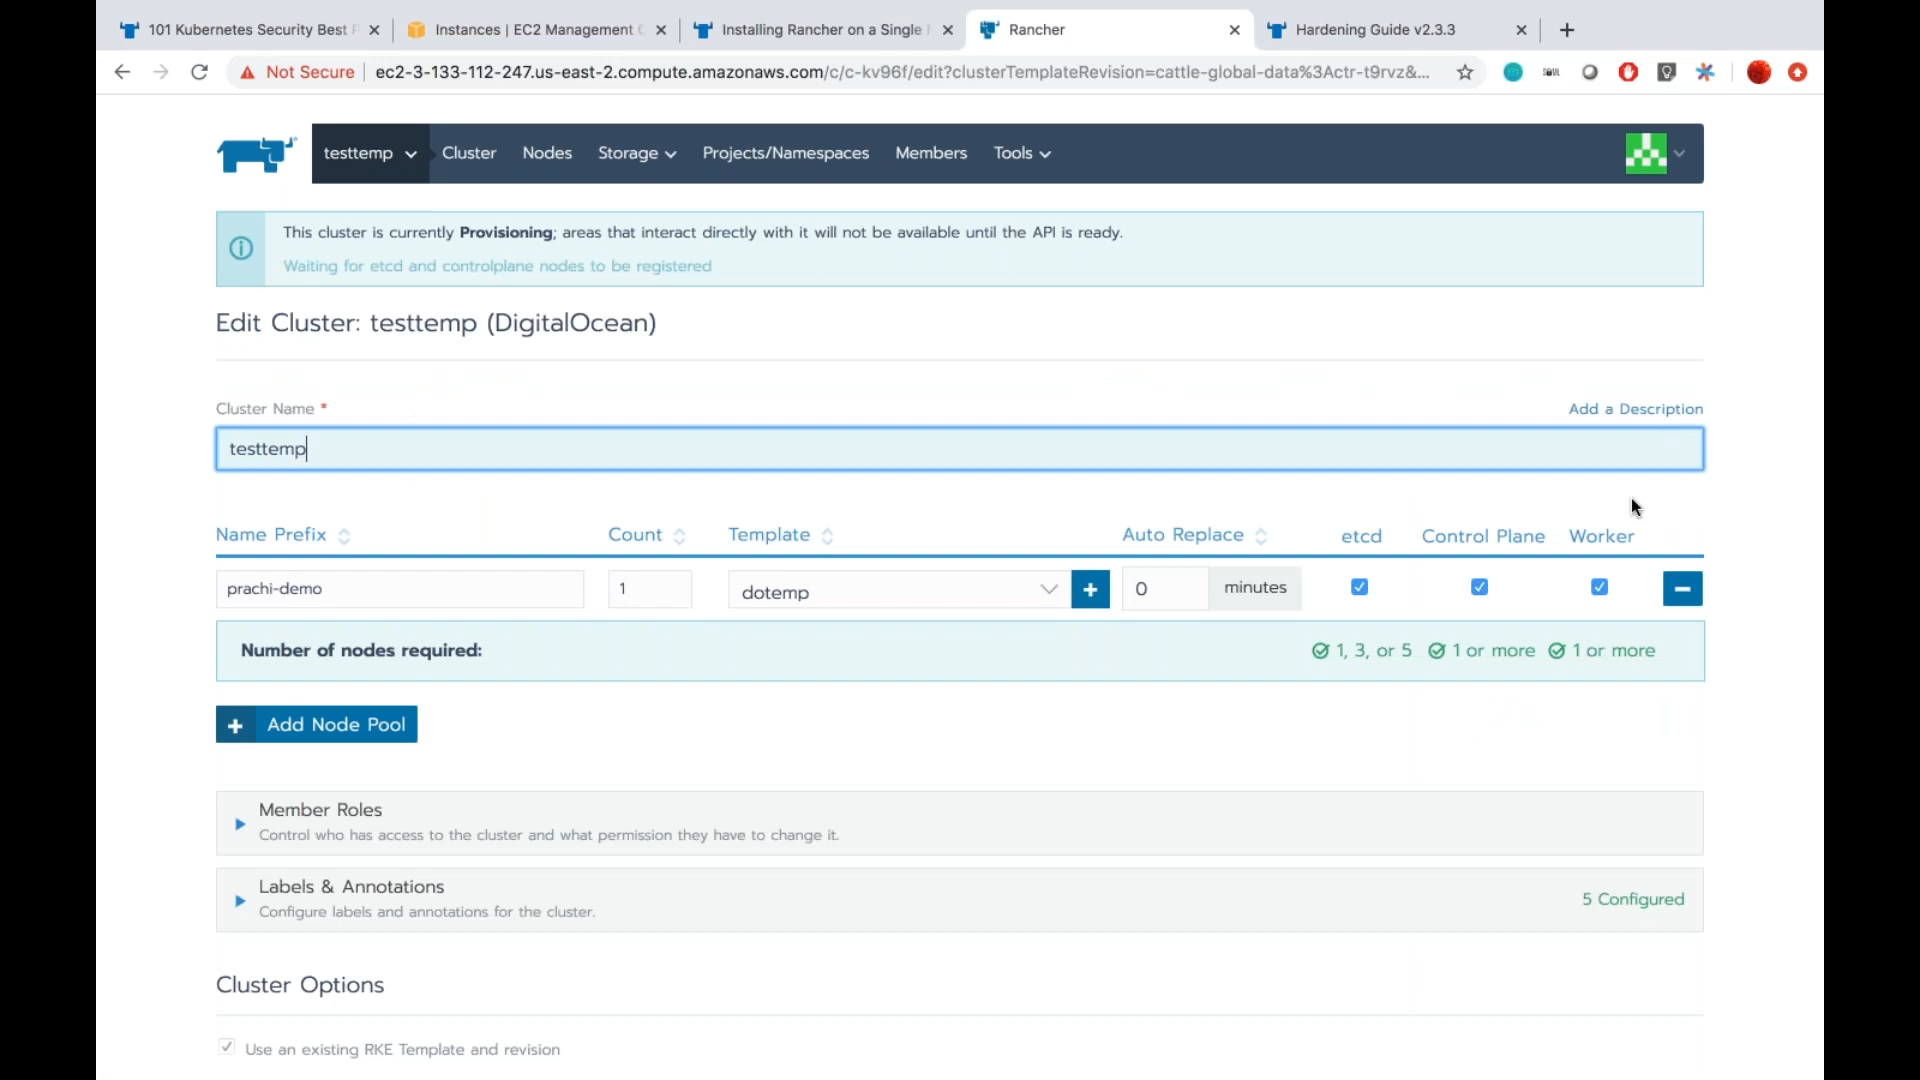 101 Kubernetes Security Best
Instances | EC2 Management
Installing Rancher on a Single
Rancher
Hardening Guide v2.3.3
Not Secure
ec2-3-133-112-247.us-east-2.compute.amazonaws.com/c/c-kv96f/edit?clusterTemplateRevision=cattle-global-data%3Actr-t9rvz&...
testtemp
Cluster
Nodes
Storage
Projects/Namespaces
Members
Tools
This cluster is currently Provisioning; areas that interact directly with it will not be available until the API is ready.
Waiting for etcd and controlplane nodes to be registered
Edit Cluster: testtemp (DigitalOcean)
Cluster Name *
Add a Description
testtemp
Name Prefix
Count
Template
Auto Replace
etcd
Control Plane
Worker
prachi-demo
1
dotemp
0
minutes
Number of nodes required:
1, 3, or 5
1 or more
1 or more
Add Node Pool
Member Roles
Control who has access to the cluster and what permission they have to change it.
Labels & Annotations
Configure labels and annotations for the cluster.
5 Configured
Cluster Options
Use an existing RKE Template and revision